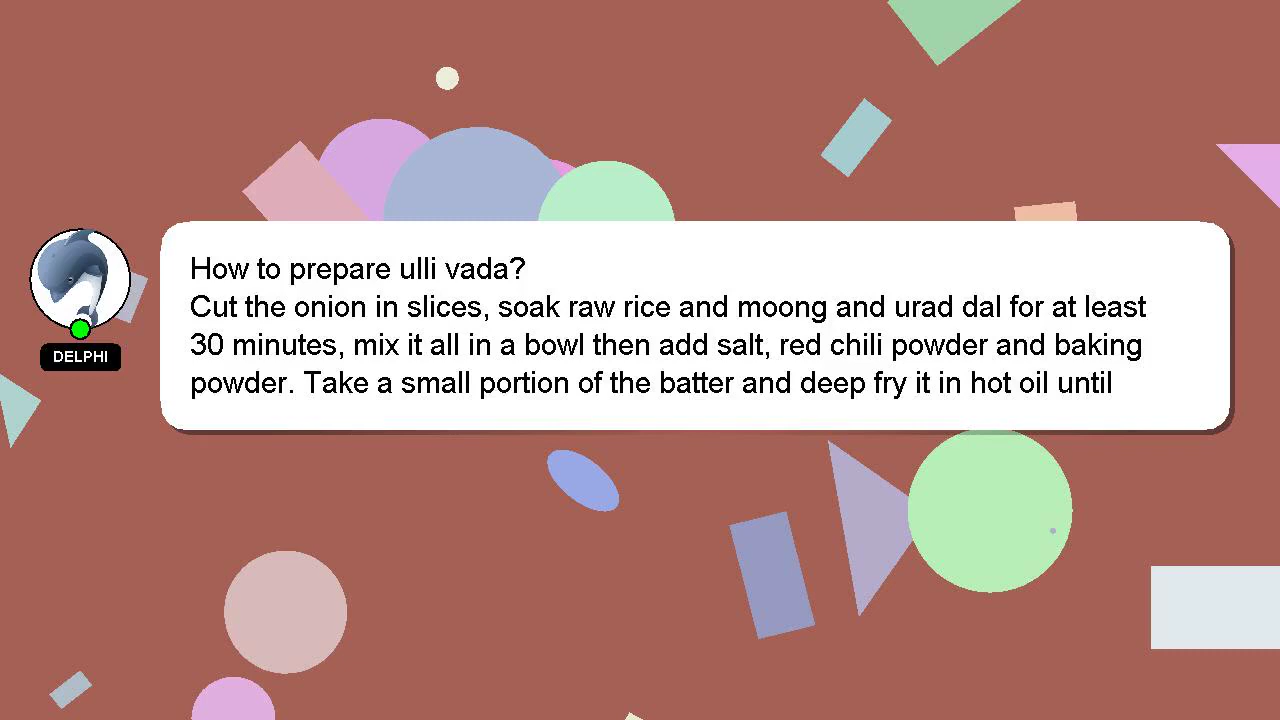 How to prepare ulli vada?
Cut the onion in slices, soak raw rice and moong and urad dal for at least
30 minutes, mix it all in a bowl then add salt, red chili powder and baking
powder. Take a small portion of the batter and deep fry it in hot oil until
DELPHI